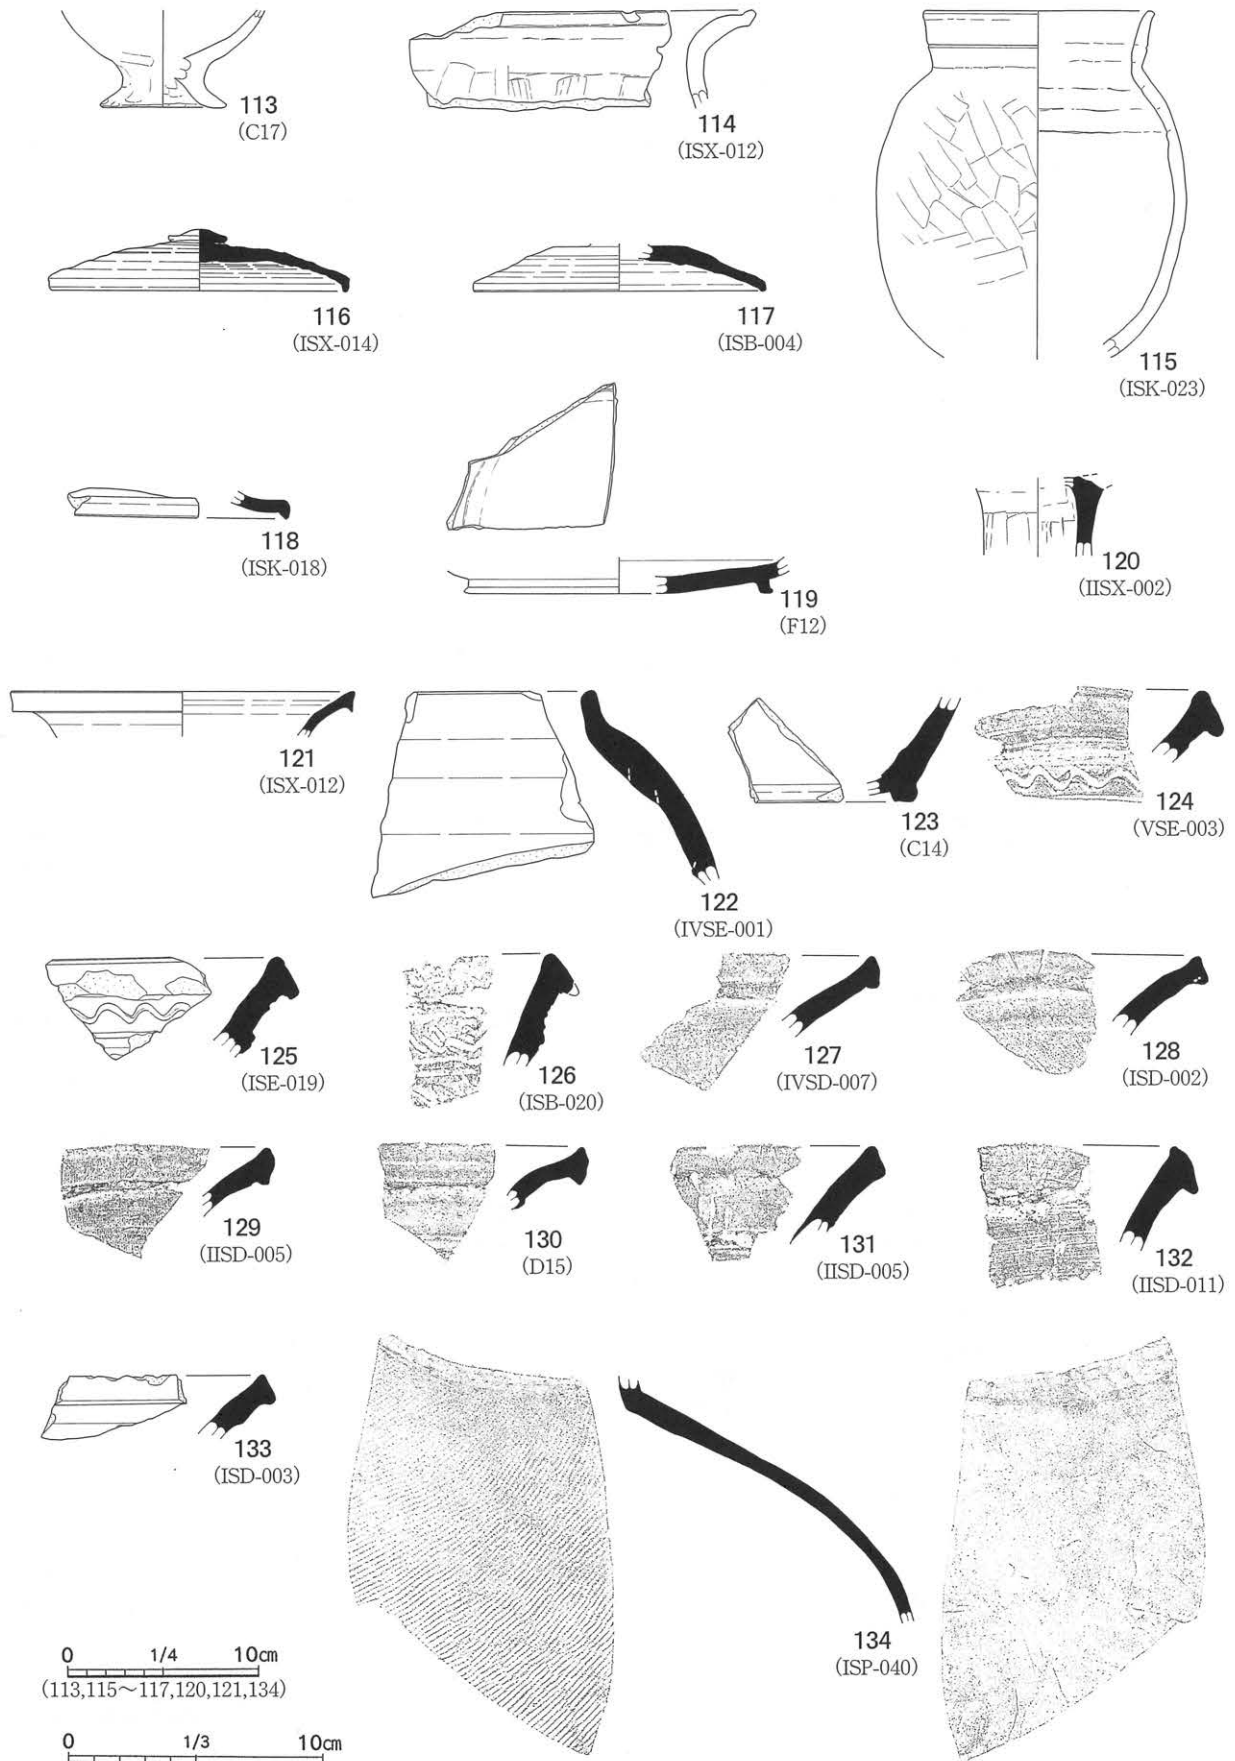 113
(C17)
114
(ISX-012)
115
(ISK-023)
116
(ISX-014)
117
(ISB-004)
118
(ISK-018)
119
(F12)
120
(IISX-002)
121
(ISX-012)
122
(IVSE-001)
123
(C14)
124
(VSE-003)
125
(ISE-019)
126
(ISB-020)
127
(IVSD-007)
128
(ISD-002)
129
(IISD-005)
130
(D15)
131
(IISD-005)
132
(IISD-011)
133
(ISD-003)
134
(ISP-040)
0 1/4 10cm
(113,115～117,120,121,134)
0 1/3 10cm